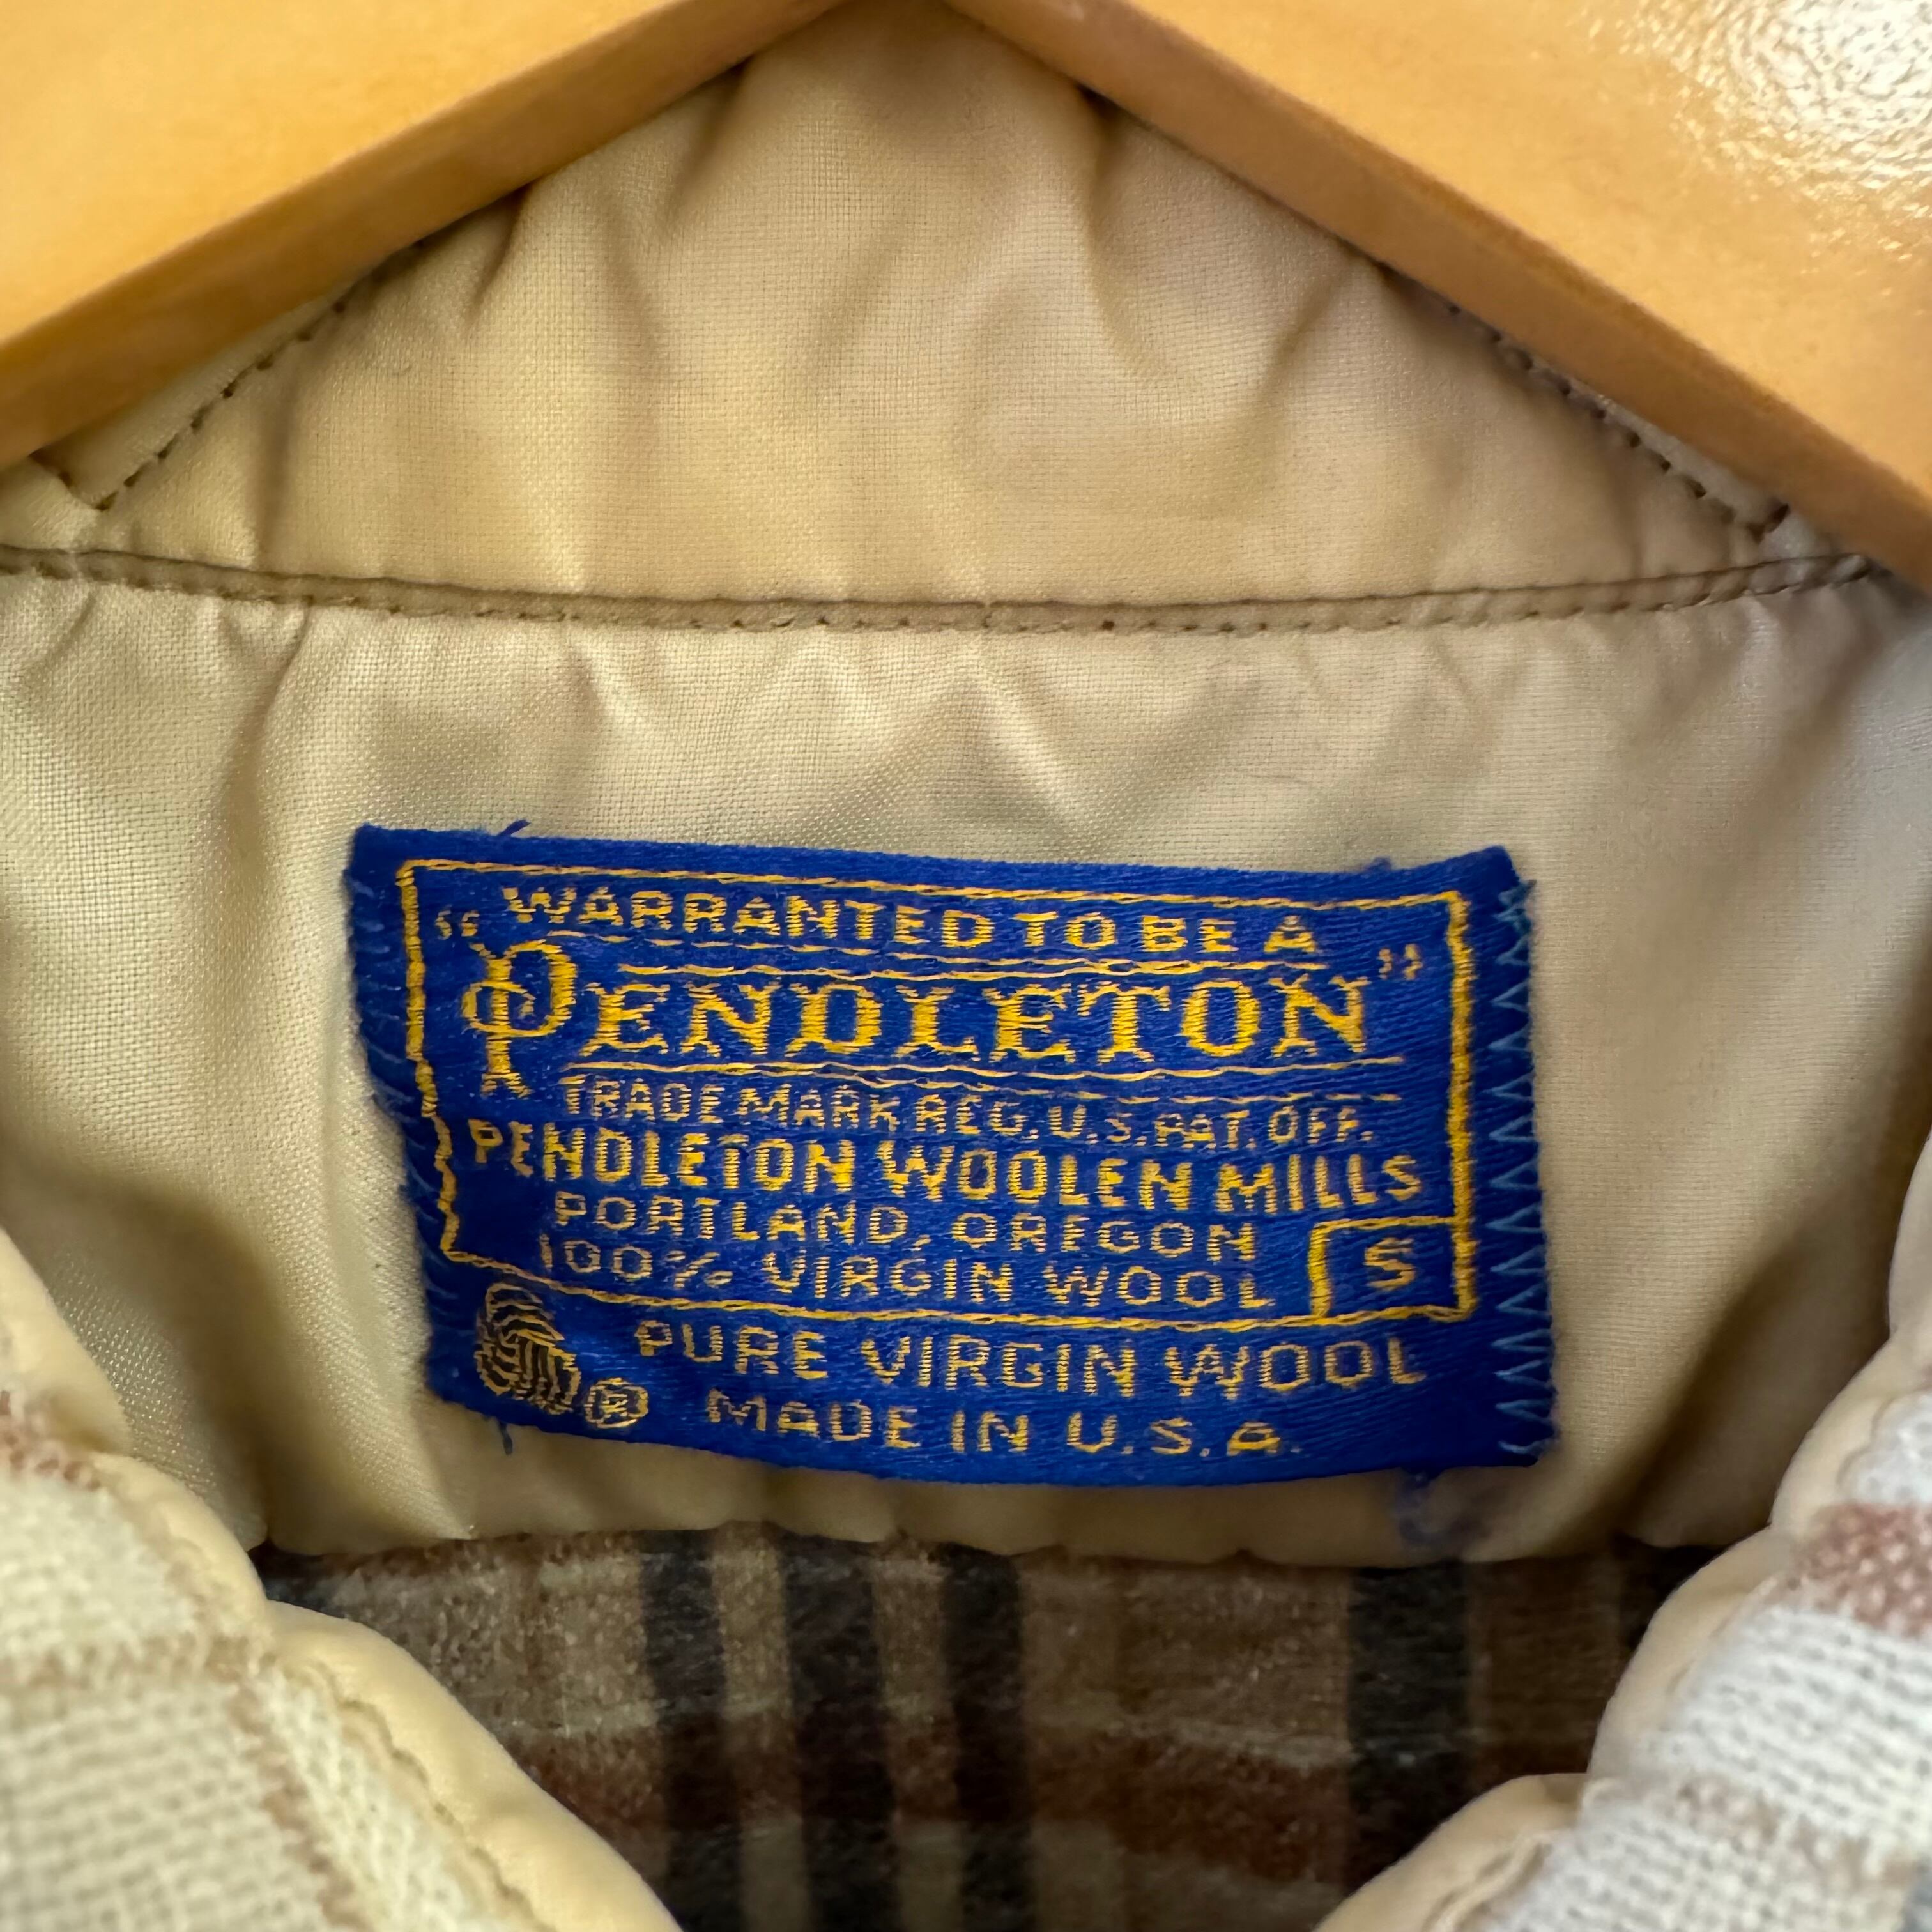 WARRANTED TO BE A
"PENDLETON"
TRADE MARK REG. U.S. PAT. OFF.
PENDLETON WOOLEN MILLS
PORTLAND, OREGON
100% VIRGIN WOOL S
PURE VIRGIN WOOL
® MADE IN U.S.A.